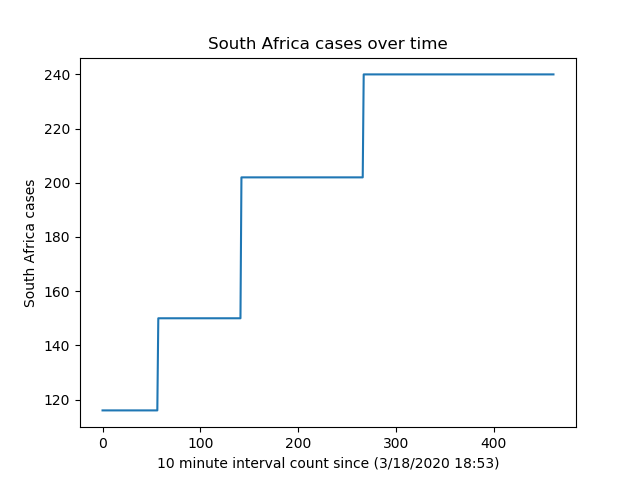 South Africa cases over time
240
220
200
180
160
140
120
South Africa cases
0 100 200 300 400
10 minute interval count since (3/18/2020 18:53)